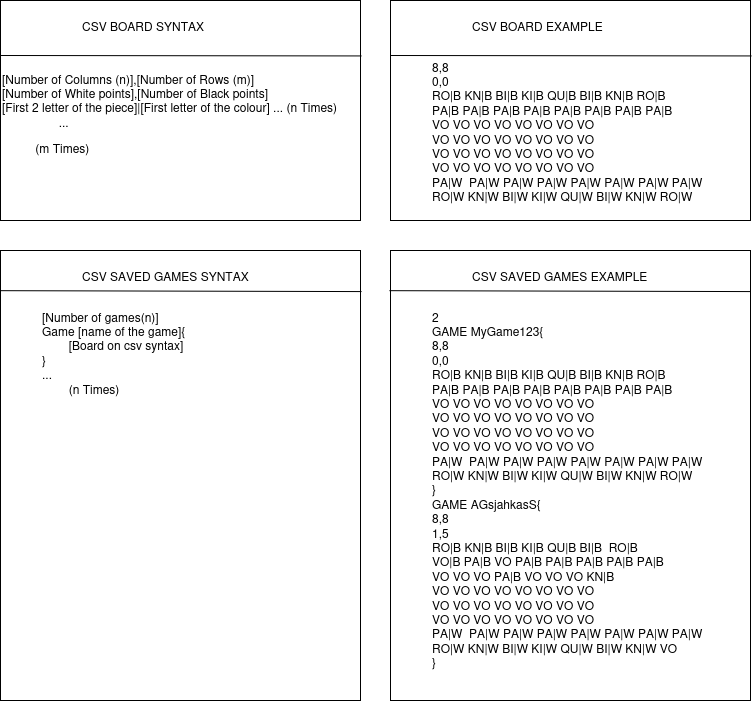 CSV BOARD SYNTAX
[Number of Columns (n)],[Number of Rows (m)]
[Number of White points],[Number of Black points]
[First 2 letter of the piece]|[First letter of the colour] ... (n Times)
...
(m Times)
CSV BOARD EXAMPLE
8,8
0,0
RO|B KN|B BI|B KI|B QU|B BI|B KN|B RO|B
PA|B PA|B PA|B PA|B PA|B PA|B PA|B PA|B
VO VO VO VO VO VO VO VO
VO VO VO VO VO VO VO VO
VO VO VO VO VO VO VO VO
VO VO VO VO VO VO VO VO
PA|W  PA|W PA|W PA|W PA|W PA|W PA|W PA|W
RO|W KN|W BI|W KI|W QU|W BI|W KN|W RO|W
CSV SAVED GAMES SYNTAX
[Number of games(n)]
Game [name of the game]{
[Board on csv syntax]
}
...
(n Times)
CSV SAVED GAMES EXAMPLE
2
GAME MyGame123{
8,8
0,0
RO|B KN|B BI|B KI|B QU|B BI|B KN|B RO|B
PA|B PA|B PA|B PA|B PA|B PA|B PA|B PA|B
VO VO VO VO VO VO VO VO
VO VO VO VO VO VO VO VO
VO VO VO VO VO VO VO VO
VO VO VO VO VO VO VO VO
PA|W  PA|W PA|W PA|W PA|W PA|W PA|W PA|W
RO|W KN|W BI|W KI|W QU|W BI|W KN|W RO|W
}
GAME AGsjahkasS{
8,8
1,5
RO|B KN|B BI|B KI|B QU|B BI|B  RO|B
VO|B PA|B VO PA|B PA|B PA|B PA|B PA|B
VO VO VO PA|B VO VO VO KN|B
VO VO VO VO VO VO VO VO
VO VO VO VO VO VO VO VO
VO VO VO VO VO VO VO VO
PA|W  PA|W PA|W PA|W PA|W PA|W PA|W PA|W
RO|W KN|W BI|W KI|W QU|W BI|W KN|W VO
}